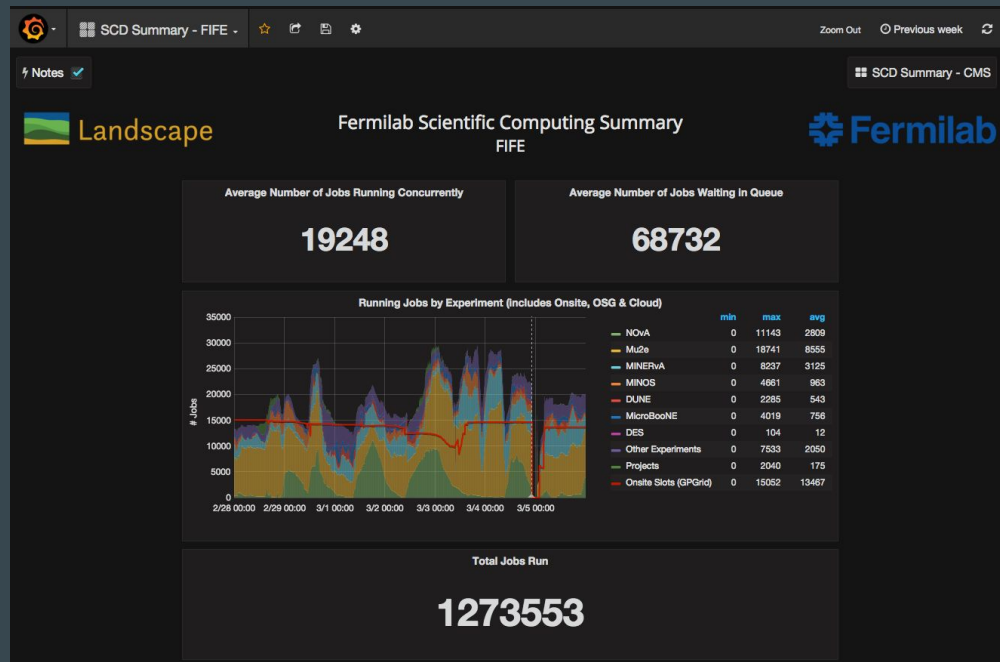 SCD Summary - FIFE
Zoom Out
Previous week
Notes
SCD Summary - CMS
Landscape
Fermilab Scientific Computing Summary
FIFE
Fermilab
Average Number of Jobs Running Concurrently
19248
Average Number of Jobs Waiting in Queue
68732
Running Jobs by Experiment (includes Onsite, OSG & Cloud)
# Jobs
35000
30000
25000
20000
15000
10000
5000
0
2/28 00:00 2/29 00:00 3/1 00:00 3/2 00:00 3/3 00:00 3/4 00:00 3/5 00:00
min max avg
NOvA 0 11143 2809
Mu2e 0 18741 8555
MINERvA 0 8237 3125
MINOS 0 4661 963
DUNE 0 2285 543
MicroBooNE 0 4019 756
DES 0 104 12
Other Experiments 0 7533 2050
Projects 0 2040 175
Onsite Slots (GPGrid) 0 15052 13467
Total Jobs Run
1273553